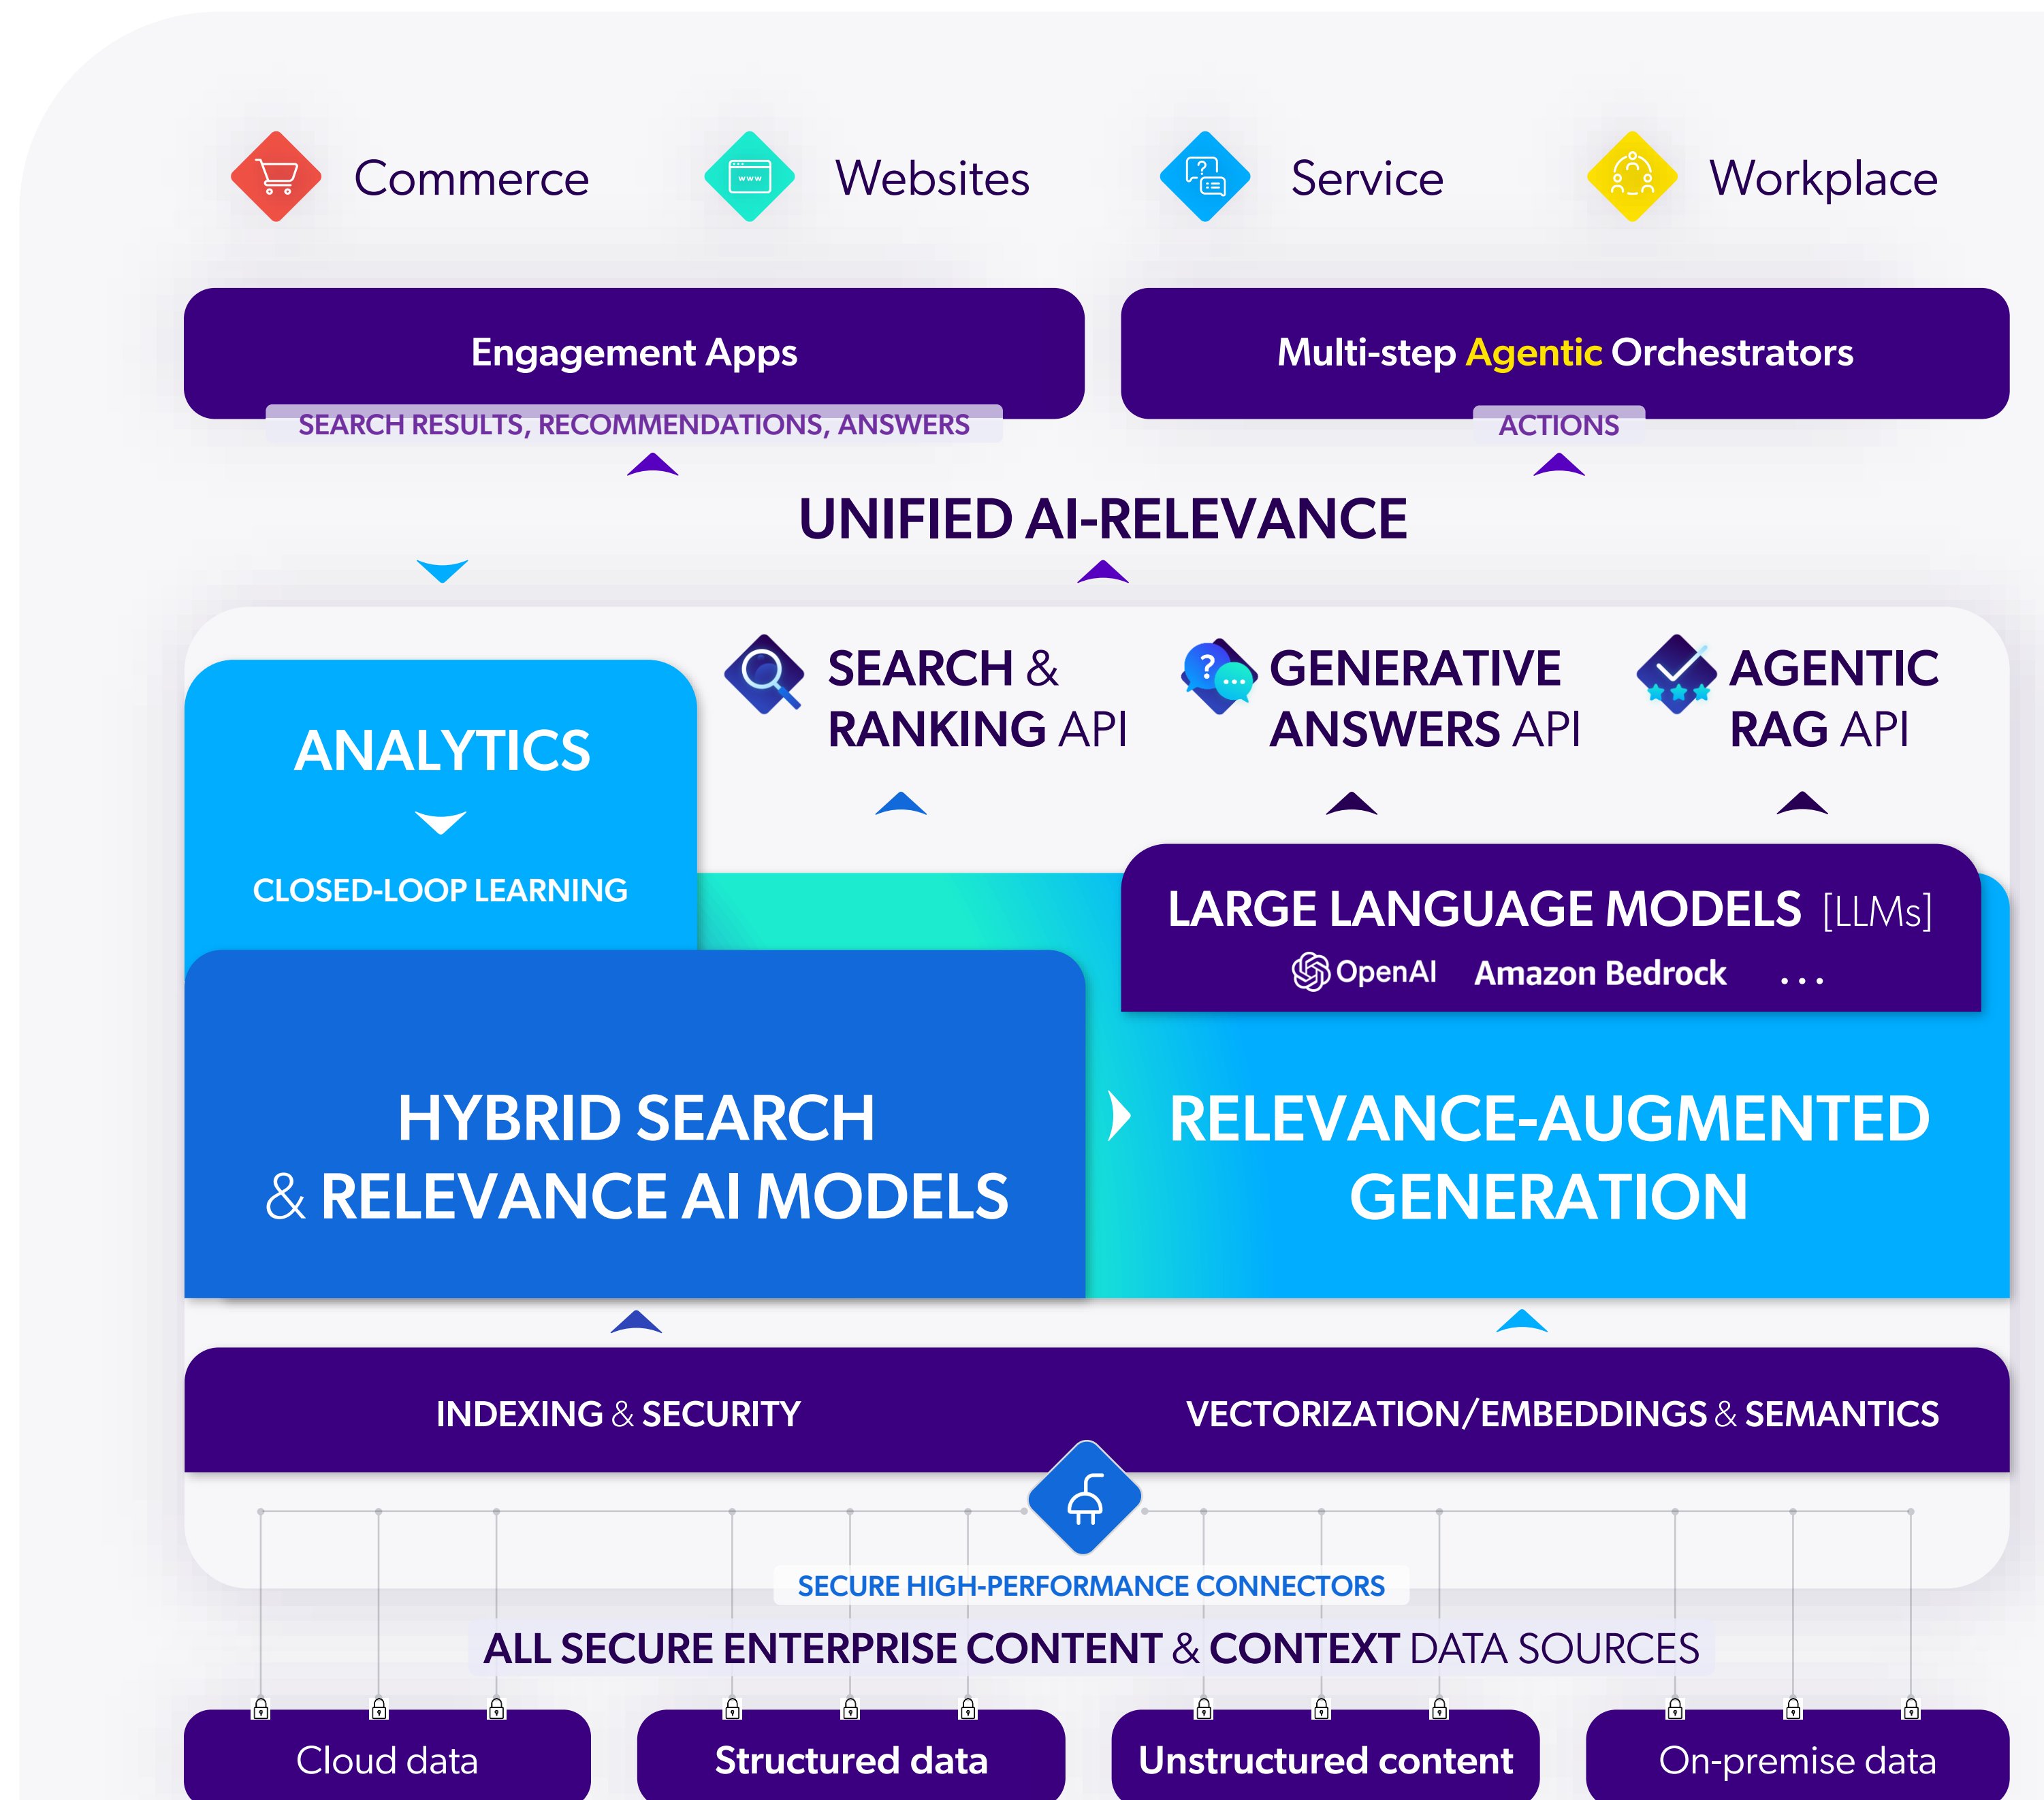 Commerce
www
Websites
?
Service
Workplace
Engagement Apps
Multi-step Agentic Orchestrators
SEARCH RESULTS, RECOMMENDATIONS, ANSWERS
ACTIONS
UNIFIED AI-RELEVANCE
ANALYTICS
CLOSED-LOOP LEARNING
SEARCH &
RANKING API
?
GENERATIVE
ANSWERS API
AGENTIC
RAG API
LARGE LANGUAGE MODELS [LLMs]
OpenAI Amazon Bedrock ...
HYBRID SEARCH
& RELEVANCE AI MODELS
RELEVANCE-AUGMENTED
GENERATION
INDEXING & SECURITY
VECTORIZATION/EMBEDDINGS & SEMANTICS
SECURE HIGH-PERFORMANCE CONNECTORS
ALL SECURE ENTERPRISE CONTENT & CONTEXT DATA SOURCES
Cloud data
Structured data
Unstructured content
On-premise data